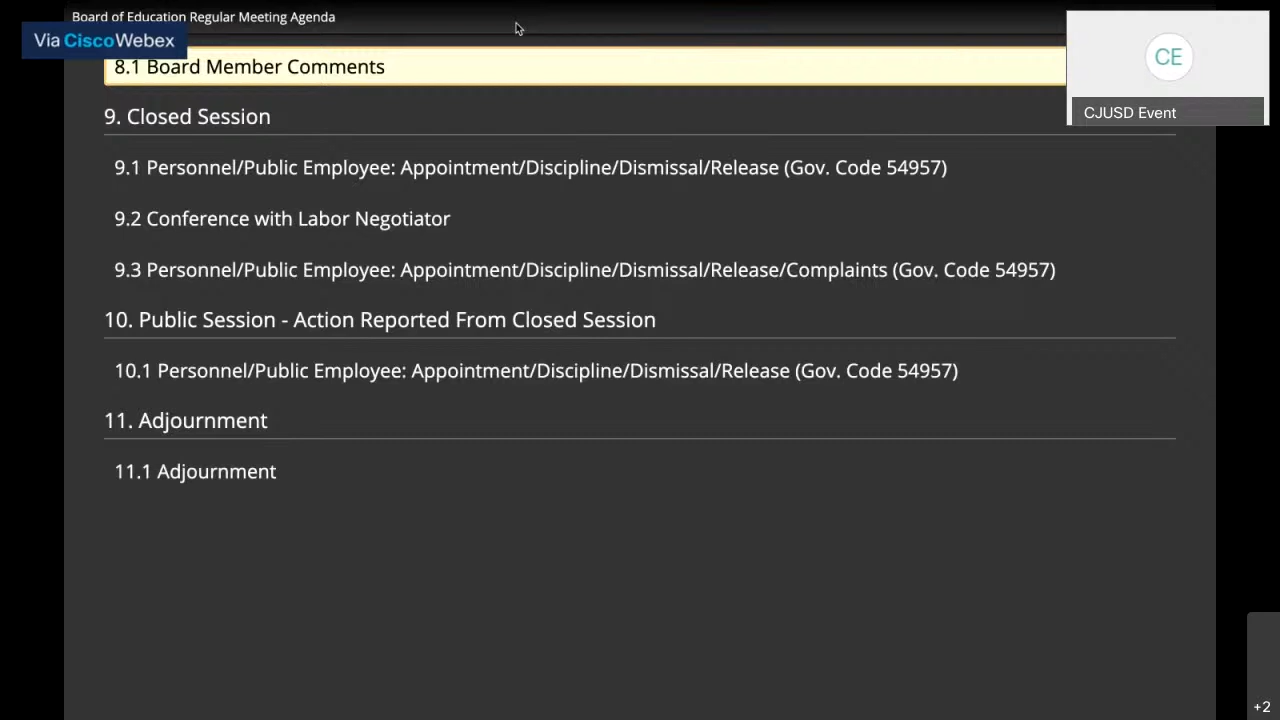 Board of Education Regular Meeting Agenda
Via CiscoWebex
8.1 Board Member Comments
CE
CJUSD Event
9. Closed Session
9.1 Personnel/Public Employee: Appointment/Discipline/Dismissal/Release (Gov. Code 54957)
9.2 Conference with Labor Negotiator
9.3 Personnel/Public Employee: Appointment/Discipline/Dismissal/Release/Complaints (Gov. Code 54957)
10. Public Session - Action Reported From Closed Session
10.1 Personnel/Public Employee: Appointment/Discipline/Dismissal/Release (Gov. Code 54957)
11. Adjournment
11.1 Adjournment
+2